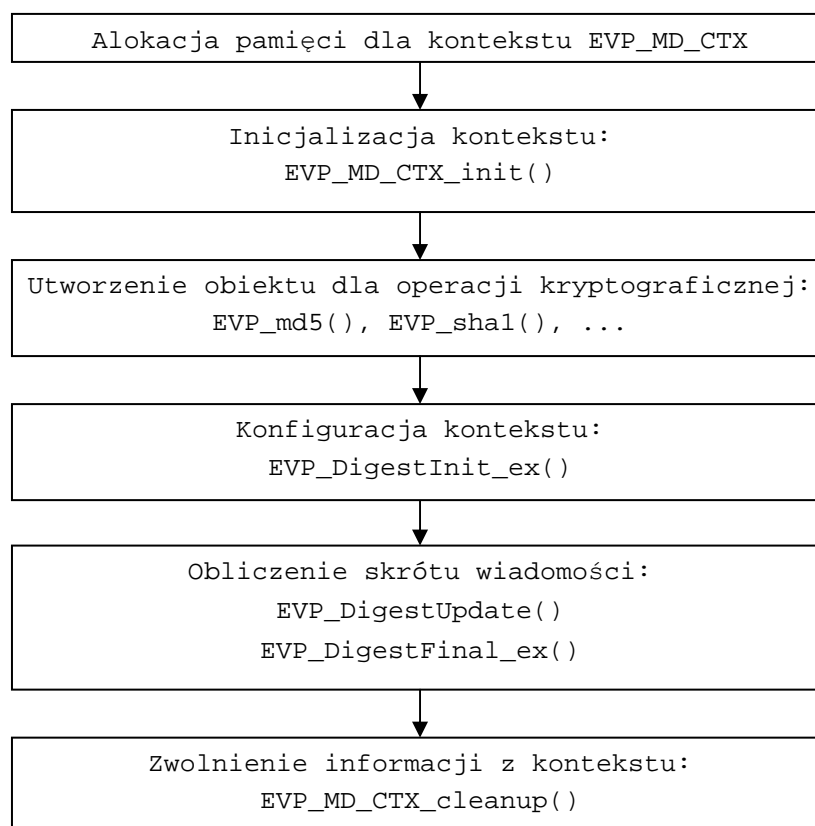 Alokacja pamięci dla kontekstu EVP_MD_CTX
Inicjalizacja kontekstu:
EVP_MD_CTX_init()
Utworzenie obiektu dla operacji kryptograficznej:
EVP_md5(), EVP_sha1(), ...
Konfiguracja kontekstu:
EVP_DigestInit_ex()
Obliczenie skrótu wiadomości:
EVP_DigestUpdate()
EVP_DigestFinal_ex()
Zwolnienie informacji z kontekstu:
EVP_MD_CTX_cleanup()